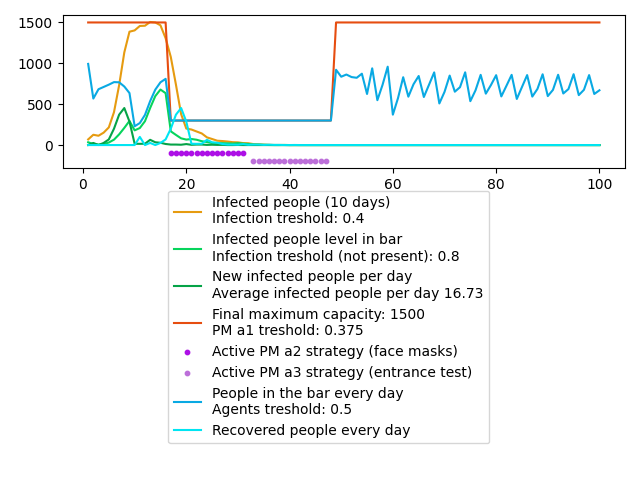 1500
1000
500
0
0 20 40 60 80 100
Infected people (10 days)
Infection treshold: 0.4
Infected people level in bar
Infection treshold (not present): 0.8
New infected people per day
Average infected people per day 16.73
Final maximum capacity: 1500
PM a1 treshold: 0.375
Active PM a2 strategy (face masks)
Active PM a3 strategy (entrance test)
People in the bar every day
Agents treshold: 0.5
Recovered people every day